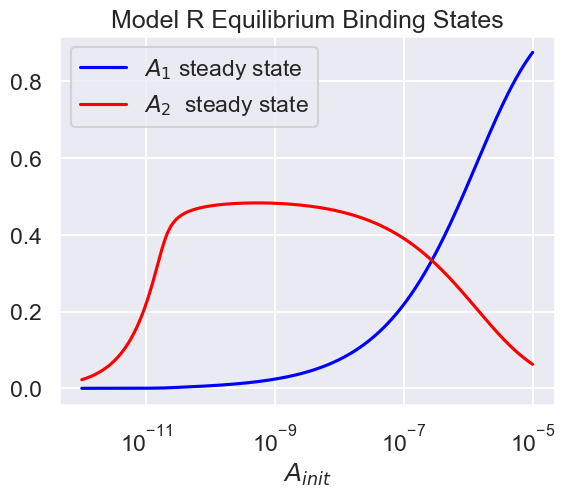 Model R Equilibrium Binding States
A₁ steady state
A₂ steady state
0.8
0.6
0.4
0.2
0.0
10⁻¹¹ 10⁻⁹ 10⁻⁷ 10⁻⁵
A_init